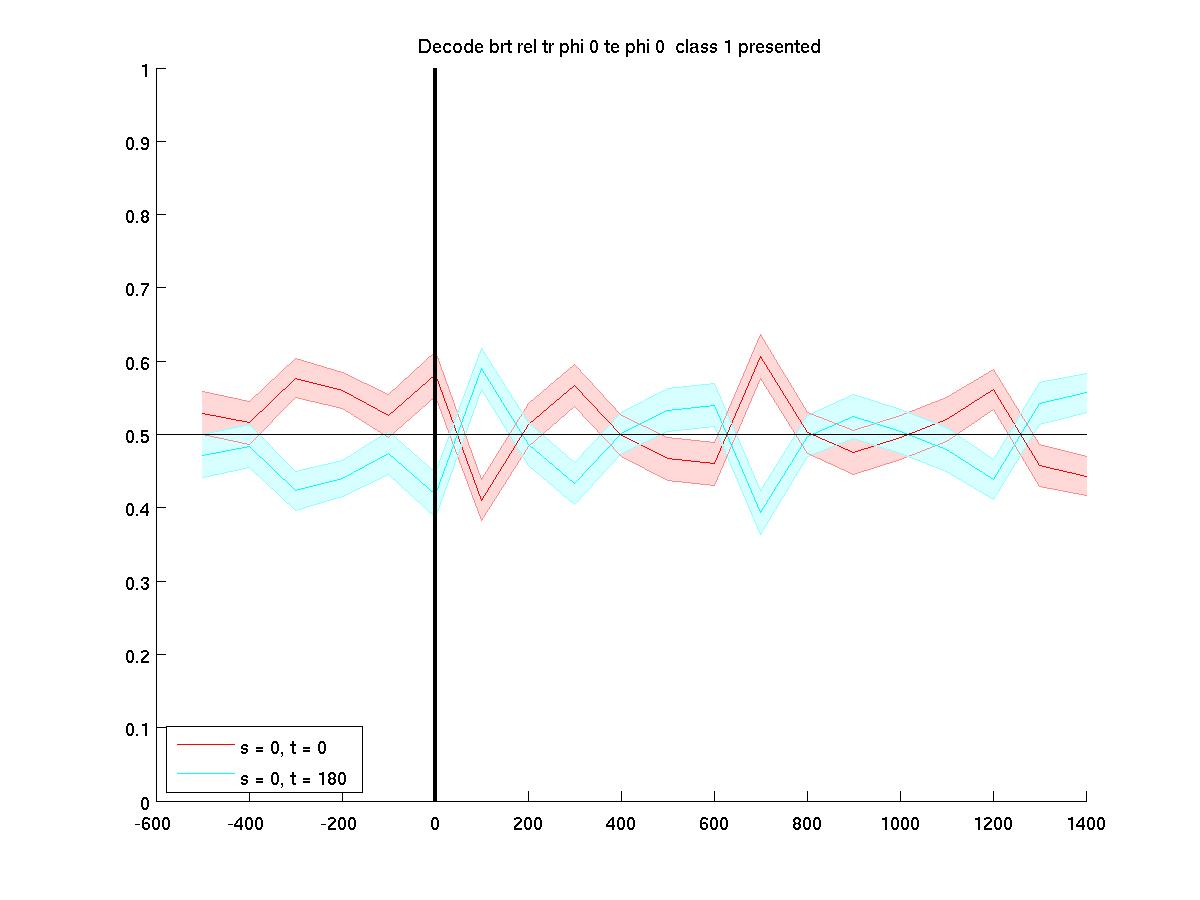 Decode brt rel tr phi 0 te phi 0  class 1 presented
1
0.9
0.8
0.7
0.6
0.5
0.4
0.3
0.2
0.1
0
s = 0, t = 0
s = 0, t = 180
-600 -400 -200 0 200 400 600 800 1000 1200 1400